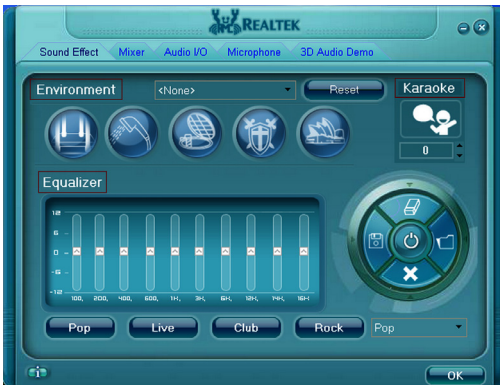 REALTEK
Sound Effect Mixer Audio I/O Microphone 3D Audio Demo
Environment <None> Reset Karaoke
0
Equalizer
12
6
0
-6
-12
100, 200, 400, 600, 1K, 3K, 6K, 12K, 14K, 16K
Pop Live Club Rock Pop
i OK